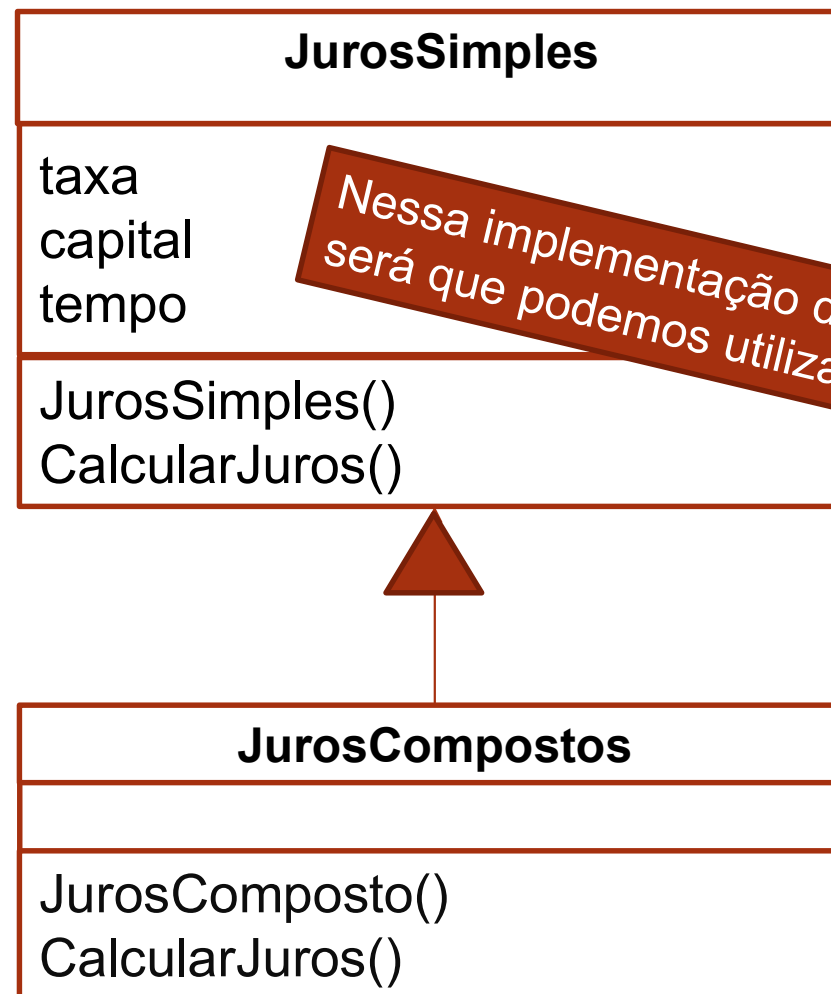 JurosSimples
taxa
capital
tempo
Nessa implementação
será que podemos
JurosSimples()
CalcularJuros()
JurosCompostos
JurosComposto()
CalcularJuros()